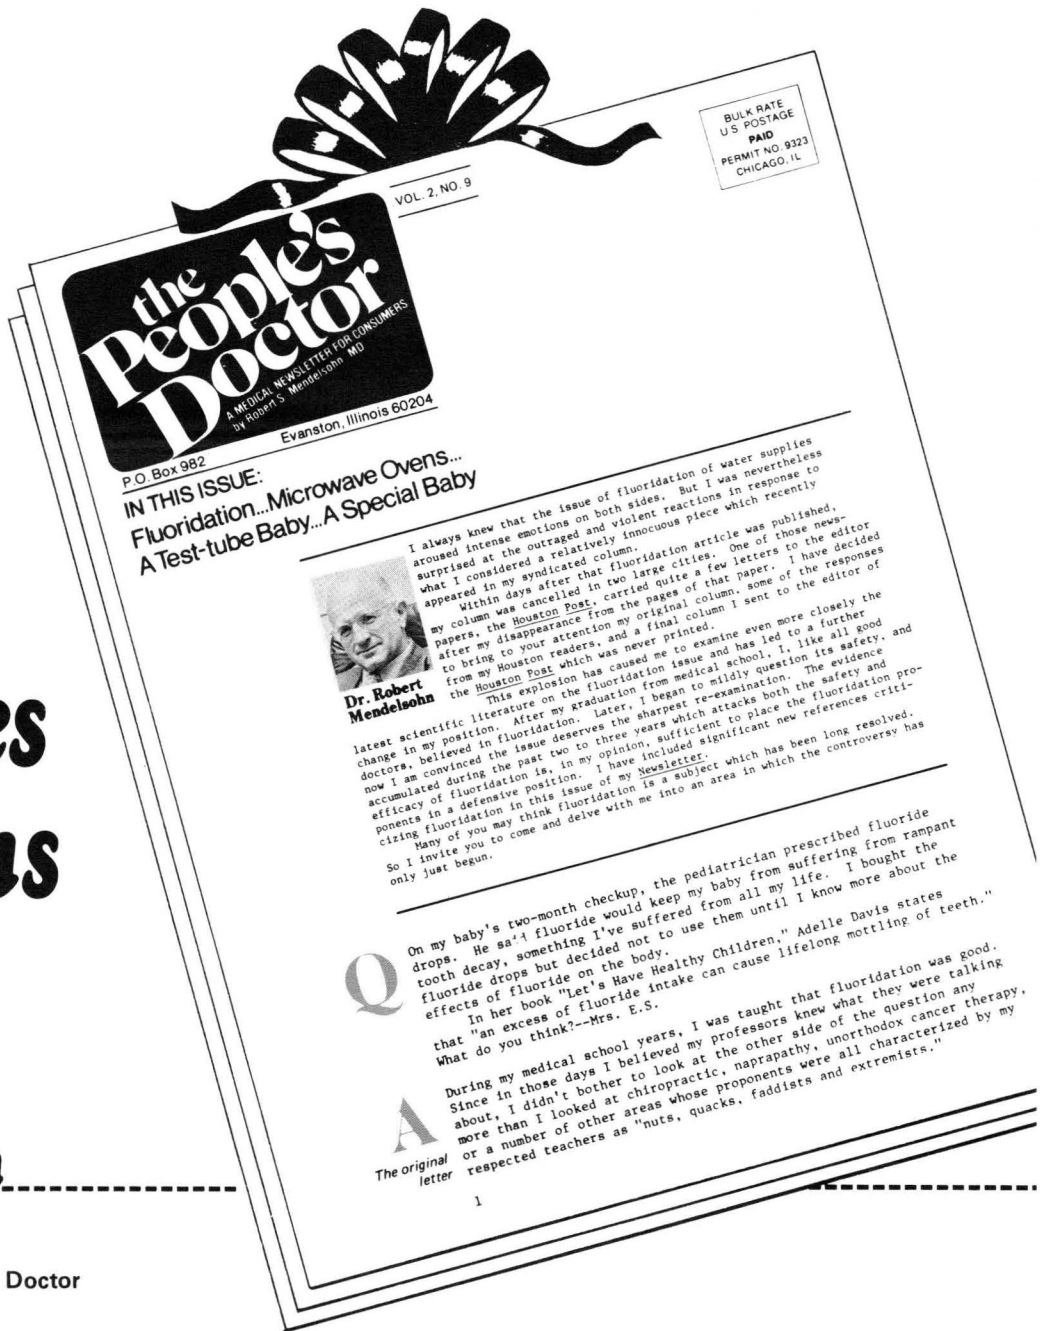 BULK RATE
U.S. POSTAGE
PAID
PERMIT NO. 9323
CHICAGO, IL
VOL. 2, NO. 9
the
People's
Doctor
A MEDICAL NEWSLETTER FOR CONSUMERS
by Robert S. Mendelsohn MD
P.O. Box 982
Evanston, Illinois 60204
IN THIS ISSUE:
Fluoridation...Microwave Ovens...
A Test-tube Baby...A Special Baby
I always knew that the issue of fluoridation of water supplies
aroused intense emotions on both sides. But I was nevertheless
surprised at the outraged and violent reactions in response to
what I considered a relatively innocuous piece which recently
appeared in my syndicated column.
Within days after that fluoridation article was published,
my column was cancelled in two large cities. One of those news-
papers, the Houston Post, carried quite a few letters to the editor
after my disappearance from the pages of that paper. I have decided
to bring to your attention my original column, some of the responses
from my Houston readers, and a final column I sent to the editor of
the Houston Post which was never printed.
Dr. Robert
Mendelsohn
This explosion has caused me to examine even more closely the
latest scientific literature on the fluoridation issue and has led to a further
change in my position. After my graduation from medical school, I, like all good
doctors, believed in fluoridation. Later, I began to mildly question its safety, and
now I am convinced the issue deserves the sharpest re-examination. The evidence
accumulated during the past two to three years which attacks both the safety and
efficacy of fluoridation is, in my opinion, sufficient to place the fluoridation pro-
ponents in a defensive position. I have included significant new references criti-
cizing fluoridation in this issue of my Newsletter.
Many of you may think fluoridation is a subject which has been long resolved.
So I invite you to come and delve with me into an area in which the controversy has
only just begun.
Q
On my baby's two-month checkup, the pediatrician prescribed fluoride
drops. He said fluoride would keep my baby from suffering from rampant
tooth decay, something I've suffered from all my life. I bought the
fluoride drops but decided not to use them until I know more about the
effects of fluoride on the body.
In her book "Let's Have Healthy Children," Adelle Davis states
that "an excess of fluoride intake can cause lifelong mottling of teeth."
What do you think?--Mrs. E.S.
A
During my medical school years, I was taught that fluoridation was good.
Since in those days I believed my professors knew what they were talking
about, I didn't bother to look at the other side of the question any
more than I looked at chiropractic, naprapathy, unorthodox cancer therapy,
or a number of other areas whose proponents were all characterized by my
respected teachers as "nuts, quacks, faddists and extremists."
The original
letter
1
es
as
Doctor